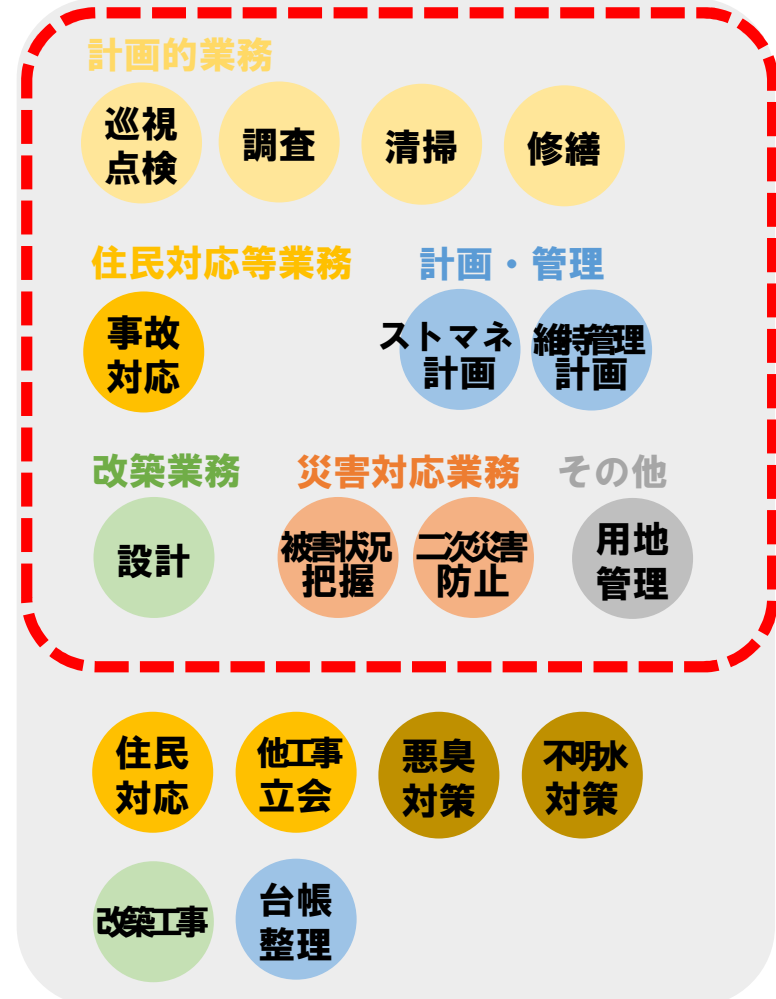 計画的業務
巡視
点検
調査
清掃
修繕
住民対応等業務
事故
対応
計画・管理
ストマネ
計画
維持管理
計画
改築業務
設計
災害対応業務
被害状況
把握
二次災害
防止
その他
用地
管理
住民
対応
他工事
立会
悪臭
対策
不明水
対策
改築工事
台帳
整理